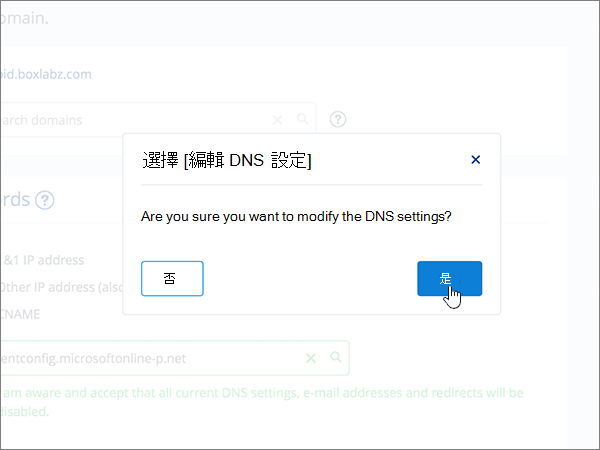 omain.
oid.boxlabz.com
arch domains
選擇 [編輯 DNS 設定]
rds
Are you sure you want to modify the DNS settings?
&1 IP address
否
是
Other IP address (also
CNAME
entconfig.microsoftonline-p.net
am aware and accept that all current DNS settings, e-mail addresses and redirects will be
disabled.